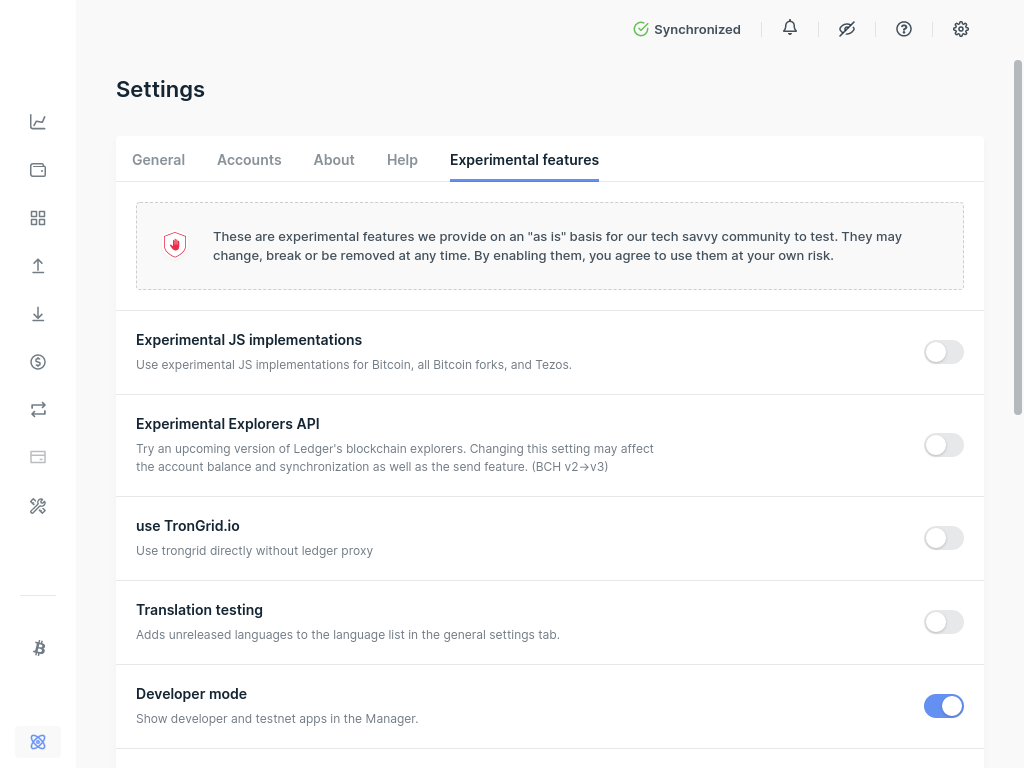 Synchronized
Settings
General Accounts About Help Experimental features
These are experimental features we provide on an "as is" basis for our tech savvy community to test. They may
change, break or be removed at any time. By enabling them, you agree to use them at your own risk.
Experimental JS implementations
Use experimental JS implementations for Bitcoin, all Bitcoin forks, and Tezos.
Experimental Explorers API
Try an upcoming version of Ledger's blockchain explorers. Changing this setting may affect
the account balance and synchronization as well as the send feature. (BCH v2->v3)
use TronGrid.io
Use trongrid directly without ledger proxy
Translation testing
Adds unreleased languages to the language list in the general settings tab.
Developer mode
Show developer and testnet apps in the Manager.